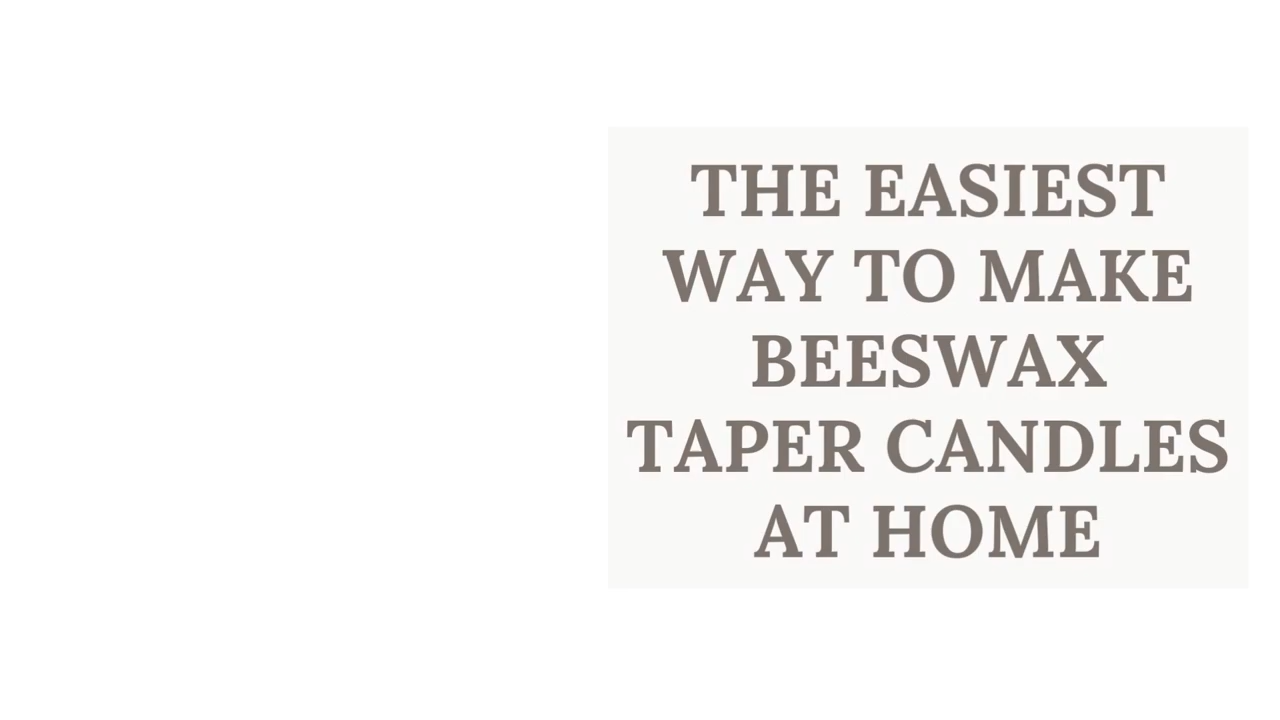 THE EASIEST
WAY TO MAKE
BEESWAX
TAPER CANDLES
AT HOME